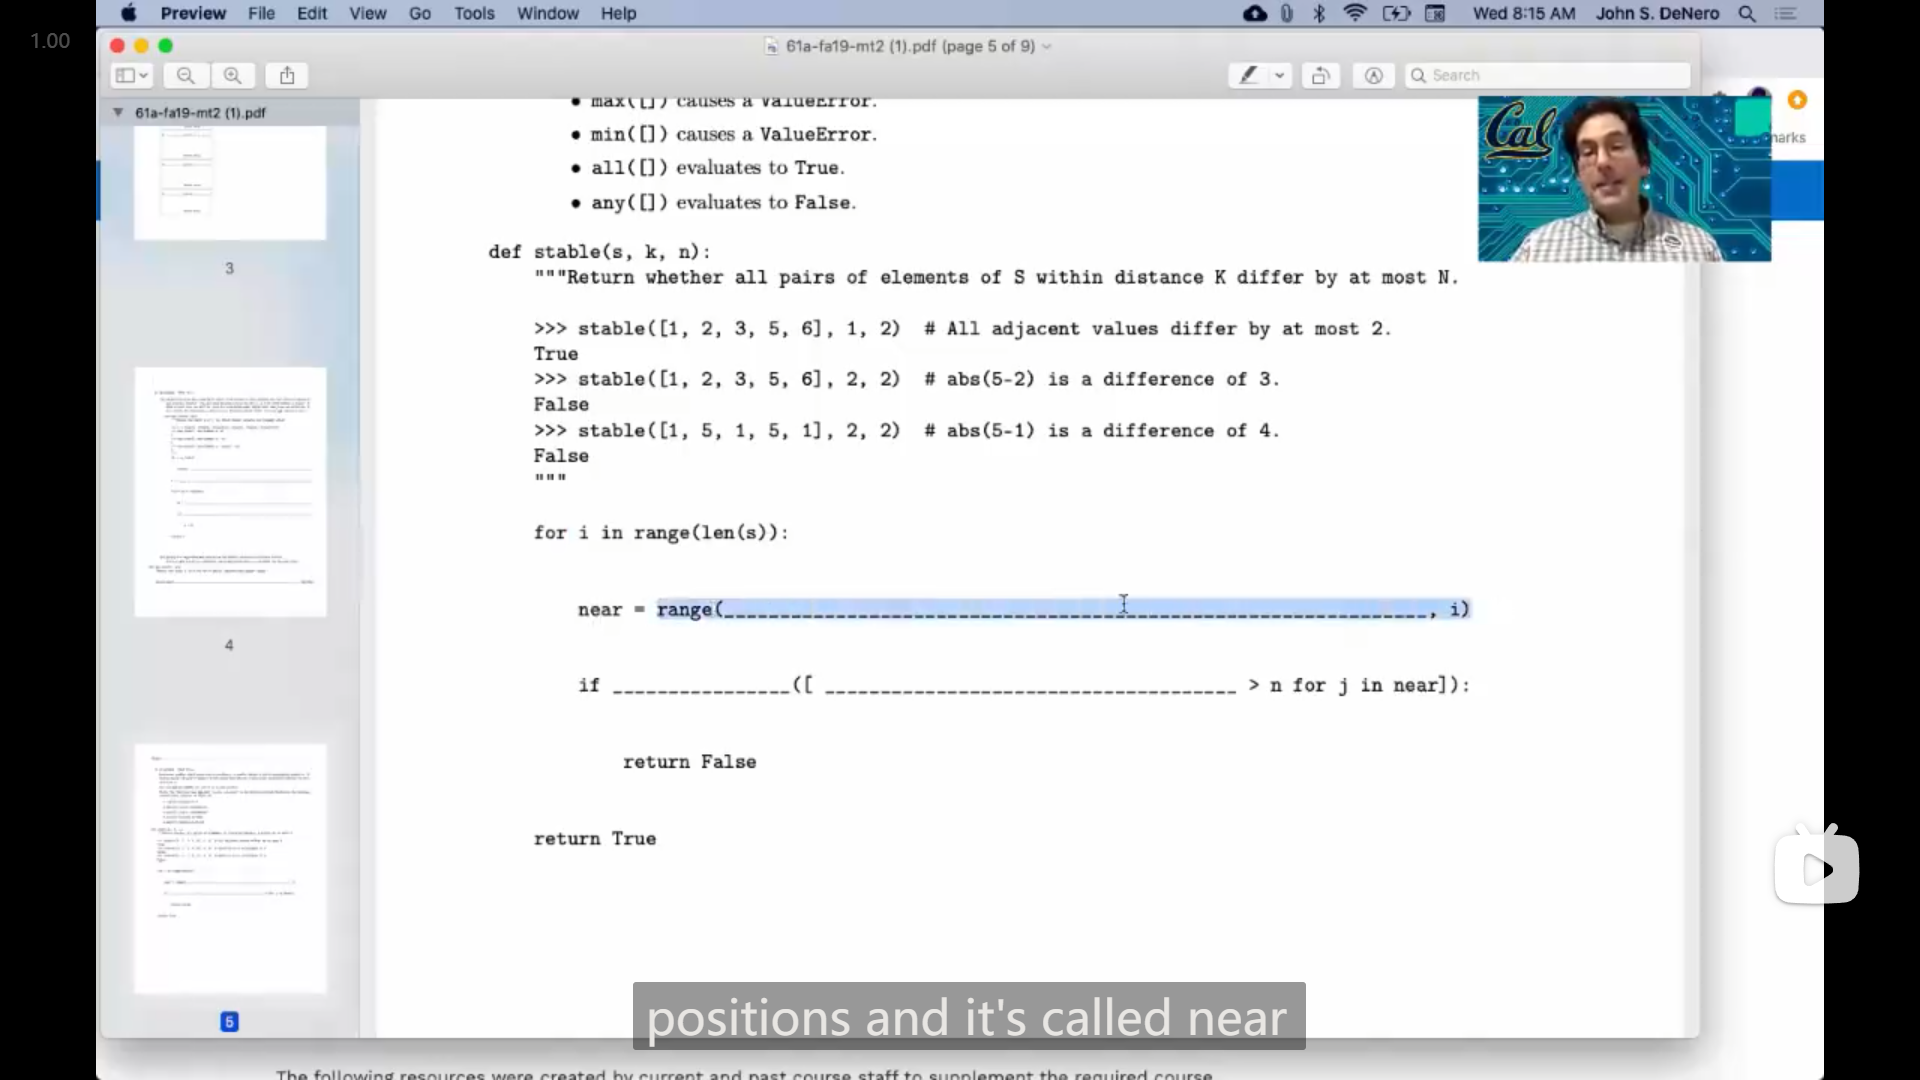 1.00
Preview File Edit View Go Tools Window Help
Wed 8:15 AM John S. DeNero
61a-fa19-mt2 (1).pdf (page 5 of 9)
Search
61a-fa19-mt2 (1).pdf
3
4
5
Cal
narks
• max([]) causes a ValueError.
• min([]) causes a ValueError.
• all([]) evaluates to True.
• any([]) evaluates to False.
def stable(s, k, n):
"""Return whether all pairs of elements of S within distance K differ by at most N.
>>> stable([1, 2, 3, 5, 6], 1, 2) # All adjacent values differ by at most 2.
True
>>> stable([1, 2, 3, 5, 6], 2, 2) # abs(5-2) is a difference of 3.
False
>>> stable([1, 5, 1, 5, 1], 2, 2) # abs(5-1) is a difference of 4.
False
"""
for i in range(len(s)):
near = range(________________________________________________________________, i)
if ________________([ _____________________________________ > n for j in near]):
return False
return True
positions and it's called near
The following resources were created by current and past course staff to supplement the required course